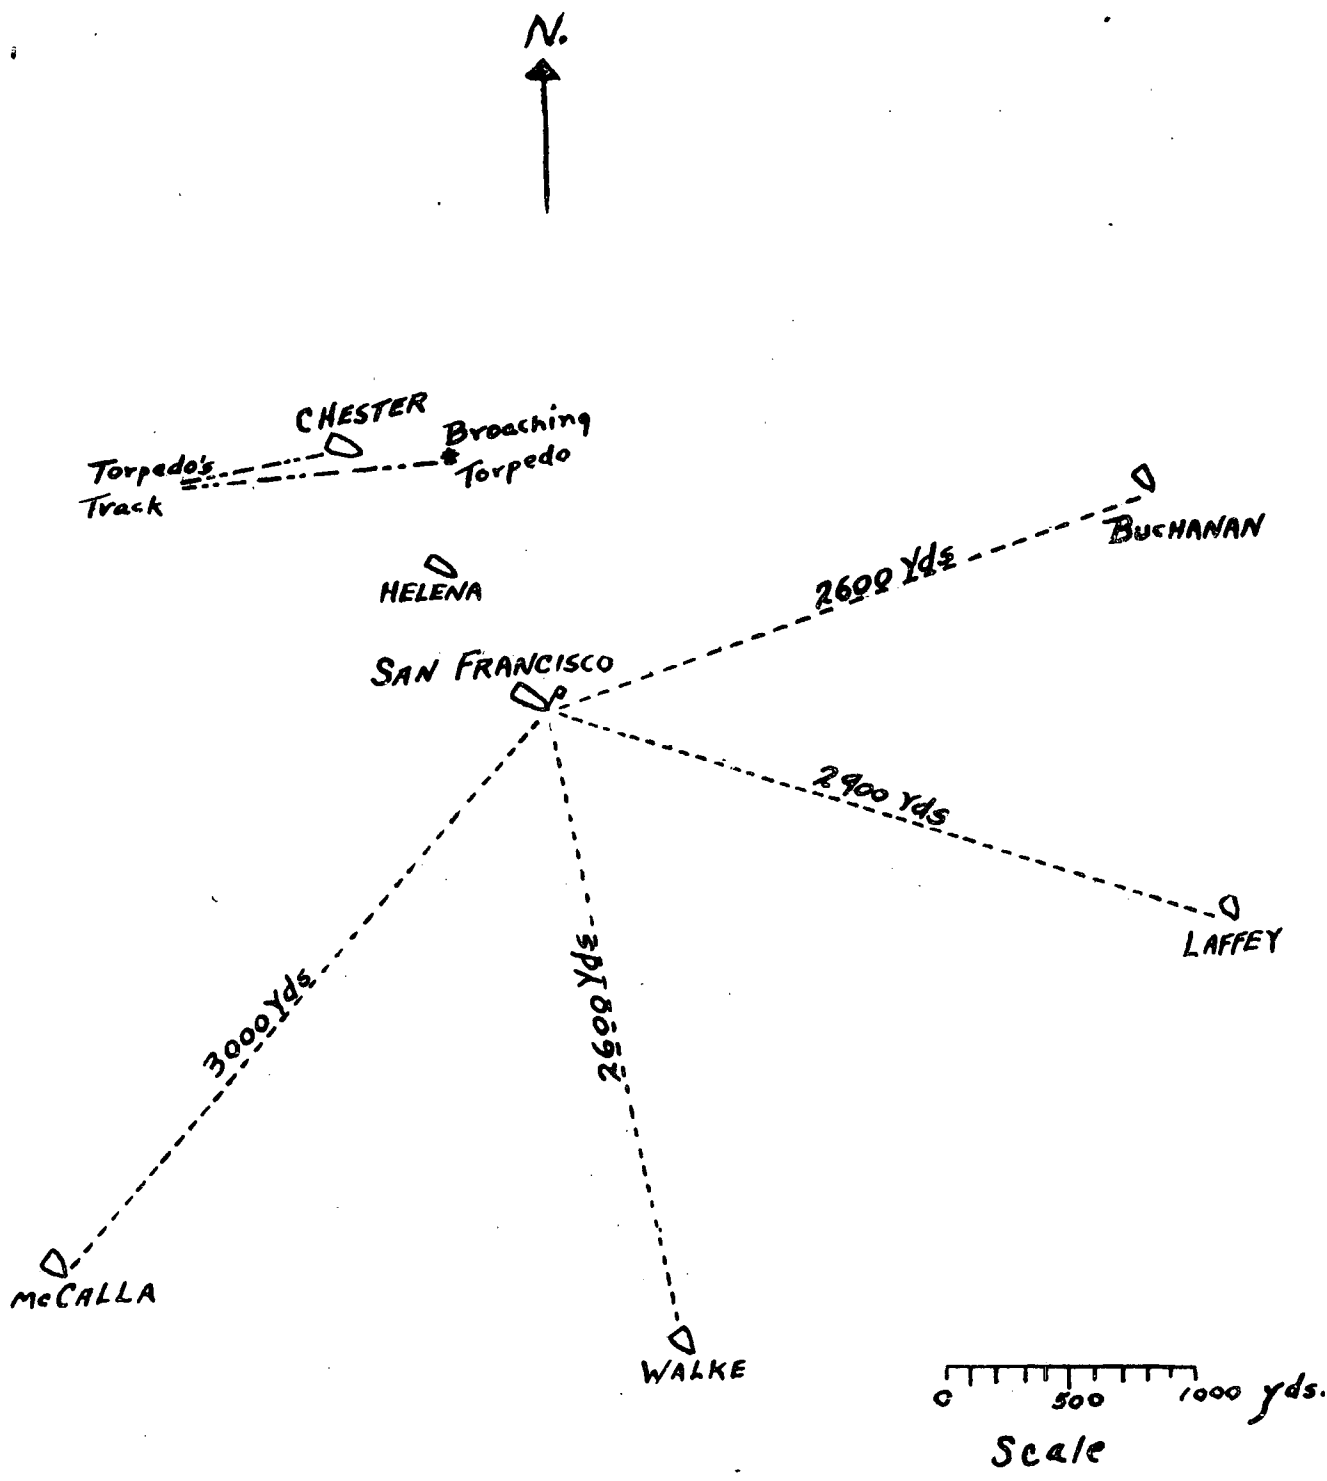 N.
CHESTER
Broaching
Torpedo
Torpedo's
Track
BUCHANAN
2600 Yds
HELENA
SAN FRANCISCO
2900 Yds
LAFFEY
2600 Yds
3000 Yds
McCALLA
WALKE
0 500 1000 yds.
Scale